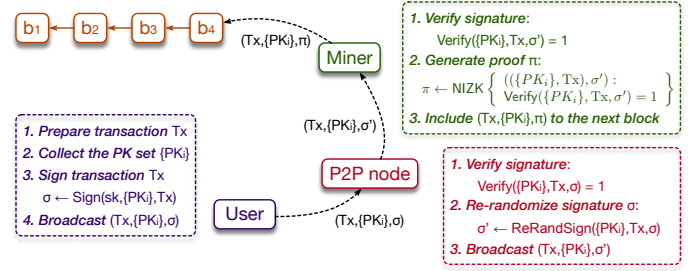 b1 b2 b3 b4
(Tx,{PKi},π)
Miner
1. Verify signature:
Verify({PKi},Tx,σ') = 1
2. Generate proof π:
π ← NIZK { (({PKi}, Tx), σ') :
Verify({PKi}, Tx, σ') = 1 }
3. Include (Tx,{PKi},π) to the next block
(Tx,{PKi},σ')
1. Prepare transaction Tx
2. Collect the PK set {PKi}
3. Sign transaction Tx
σ ← Sign(sk,{PKi},Tx)
4. Broadcast (Tx,{PKi},σ)
P2P node
User
(Tx,{PKi},σ)
1. Verify signature:
Verify({PKi},Tx,σ) = 1
2. Re-randomize signature σ:
σ' ← ReRandSign({PKi},Tx,σ)
3. Broadcast (Tx,{PKi},σ')